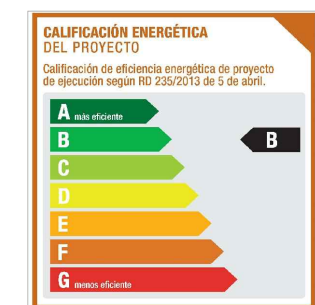 CALIFICACIÓN ENERGÉTICA
DEL PROYECTO
Calificación de eficiencia energética de proyecto
de ejecución según RD 235/2013 de 5 de abril.
A más eficiente
B B
C
D
E
F
G menos eficiente